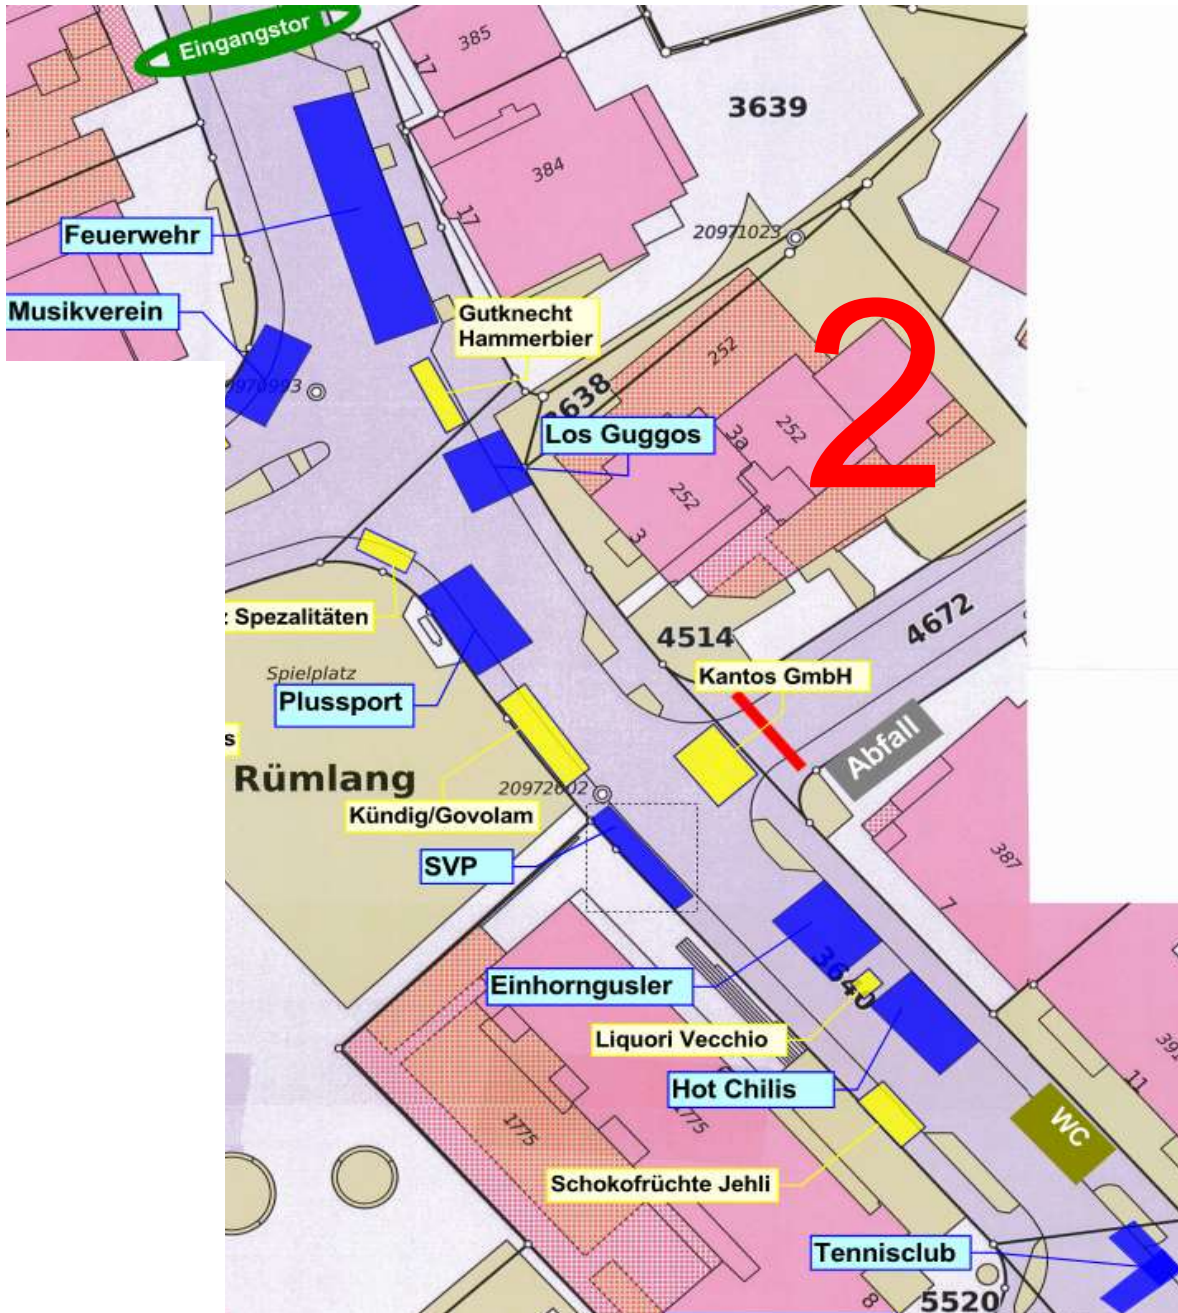 Eingangstor
385
17
3639
384
17
20971023
Feuerwehr
Musikverein
Gutknecht
Hammerbier
252
2
3638
Los Guggos
3a
252
252
3
Spezalitäten
4672
4514
Spielplatz
Kantos GmbH
Plussport
s
Abfall
Rümlang
20972602
Kündig/Govolam
SVP
387
7
3640
Einhorngusler
Liquori Vecchio
Hot Chilis
11
WC
1775
1775
Schokofrüchte Jehli
Tennisclub
5520
8